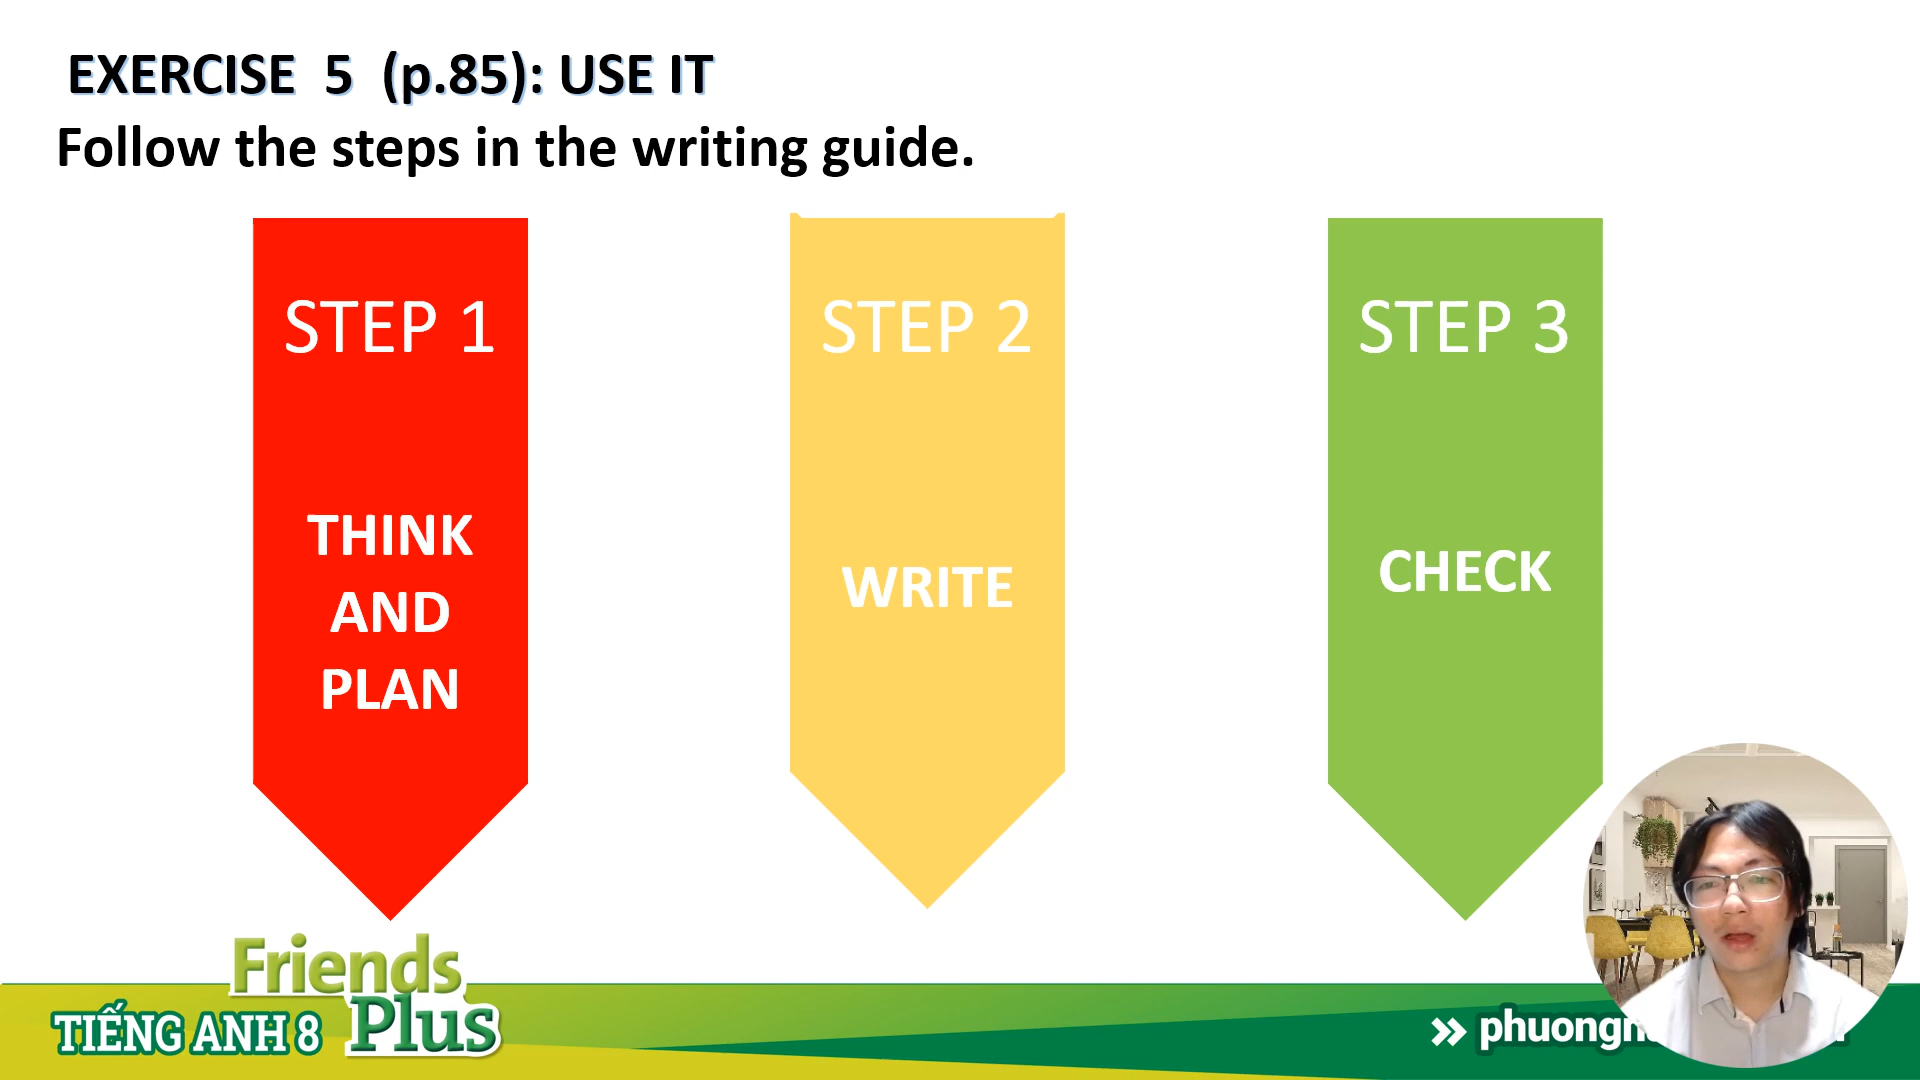 EXERCISE 5 (p.85): USE IT
Follow the steps in the writing guide.
STEP 1
THINK
AND
PLAN
STEP 2
WRITE
STEP 3
CHECK
Friends
Plus
TIẾNG ANH 8